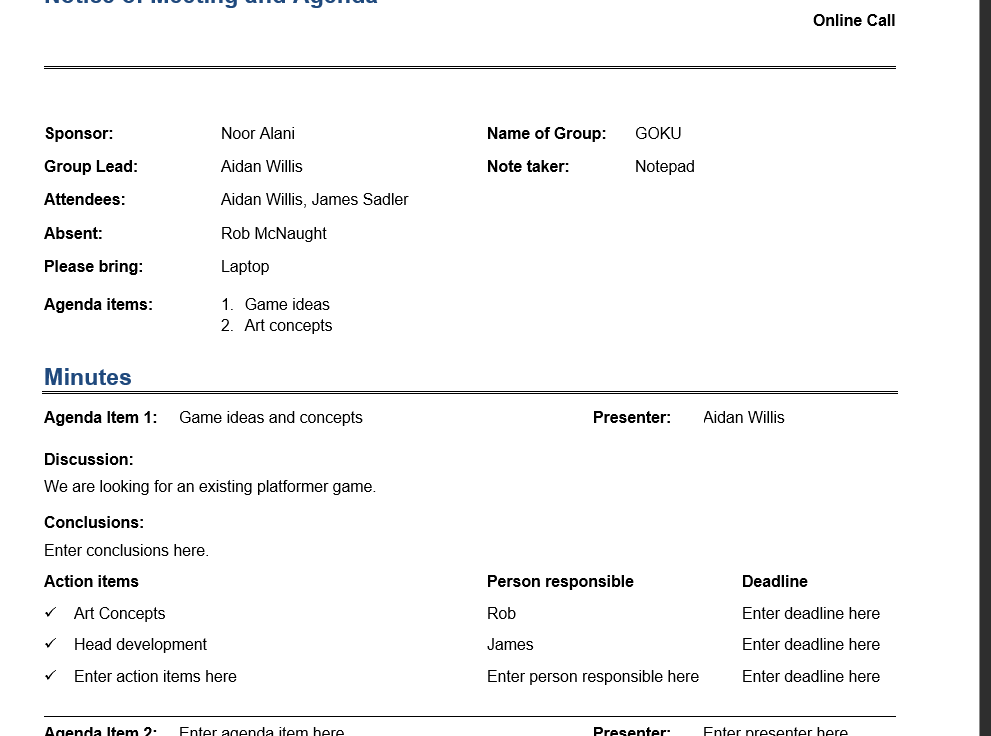 Notice of Meeting and Agenda
Online Call
Sponsor: Noor Alani Name of Group: GOKU
Group Lead: Aidan Willis Note taker: Notepad
Attendees: Aidan Willis, James Sadler
Absent: Rob McNaught
Please bring: Laptop
Agenda items: 1. Game ideas
2. Art concepts
Minutes
Agenda Item 1: Game ideas and concepts Presenter: Aidan Willis
Discussion:
We are looking for an existing platformer game.
Conclusions:
Enter conclusions here.
Action items Person responsible Deadline
✓ Art Concepts Rob Enter deadline here
✓ Head development James Enter deadline here
✓ Enter action items here Enter person responsible here Enter deadline here
Agenda Item 2: Enter agenda item here Presenter: Enter presenter here